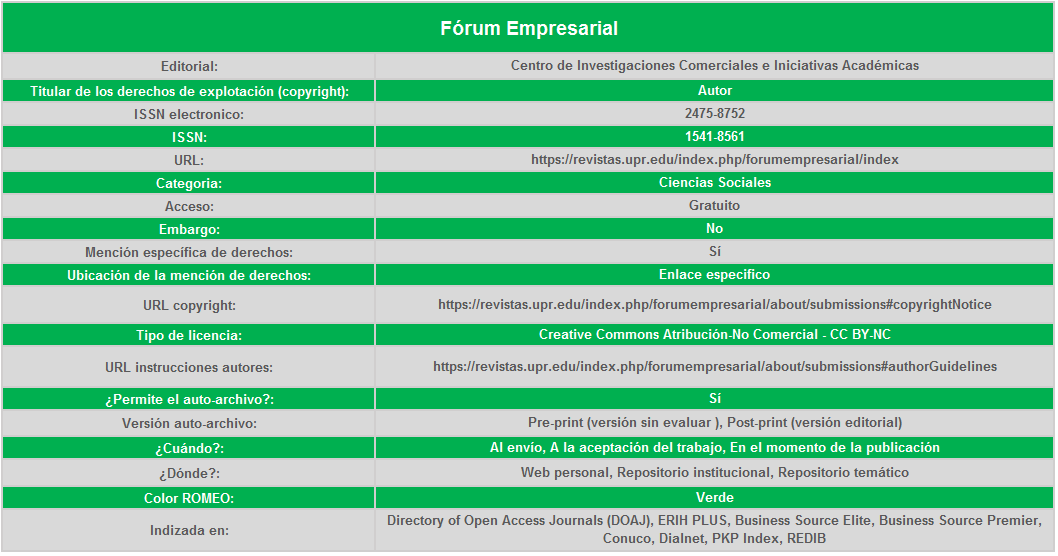 Fórum Empresarial
Editorial: Centro de Investigaciones Comerciales e Iniciativas Académicas
Titular de los derechos de explotación (copyright): Autor
ISSN electronico: 2475-8752
ISSN: 1541-8561
URL: https://revistas.upr.edu/index.php/forumempresarial/index
Categoria: Ciencias Sociales
Acceso: Gratuito
Embargo: No
Mención específica de derechos: Sí
Ubicación de la mención de derechos: Enlace especifico
URL copyright: https://revistas.upr.edu/index.php/forumempresarial/about/submissions#copyrightNotice
Tipo de licencia: Creative Commons Atribución-No Comercial - CC BY-NC
URL instrucciones autores: https://revistas.upr.edu/index.php/forumempresarial/about/submissions#authorGuidelines
¿Permite el auto-archivo?: Sí
Versión auto-archivo: Pre-print (versión sin evaluar ), Post-print (versión editorial)
¿Cuándo?: Al envío, A la aceptación del trabajo, En el momento de la publicación
¿Dónde?: Web personal, Repositorio institucional, Repositorio temático
Color ROMEO: Verde
Indizada en: Directory of Open Access Journals (DOAJ), ERIH PLUS, Business Source Elite, Business Source Premier,
Conuco, Dialnet, PKP Index, REDIB